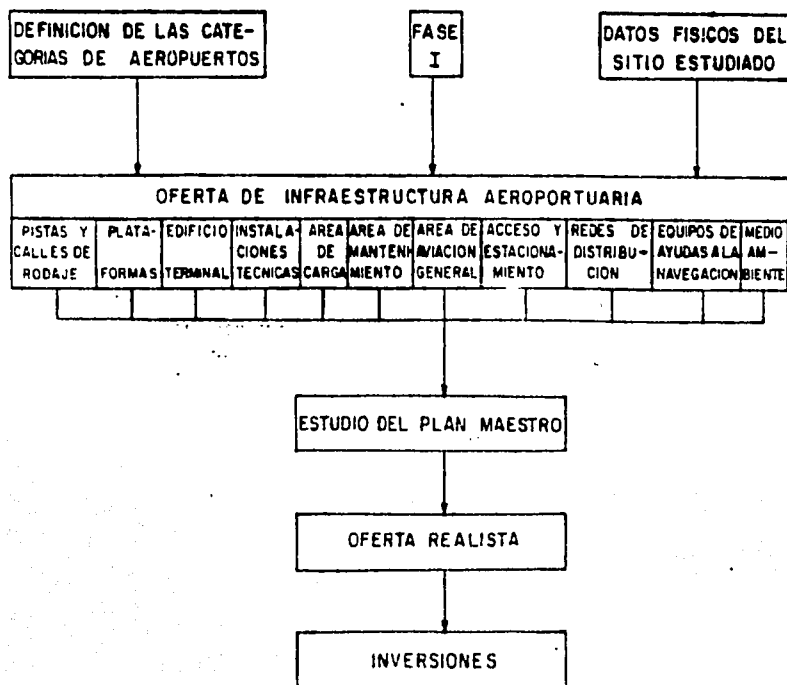 DEFINICION DE LAS CATE-
GORIAS DE AEROPUERTOS
FASE
I
DATOS FISICOS DEL
SITIO ESTUDIADO
OFERTA DE INFRAESTRUCTURA AEROPORTUARIA
PISTAS Y
CALLES DE
RODAJE
PLATA-
FORMAS
EDIFICIO
TERMINAL
INSTALA-
CIONES
TECNICAS
AREA
DE
CARGA
AREA DE
MANTENI-
MIENTO
AREA DE
AVIACION
GENERAL
ACCESO Y
ESTACIONA-
MIENTO
REDES DE
DISTRIBU-
CION
EQUIPOS DE
AYUDAS A LA
NAVEGACION
MEDIO
AM-
BIENTE
ESTUDIO DEL PLAN MAESTRO
OFERTA REALISTA
INVERSIONES